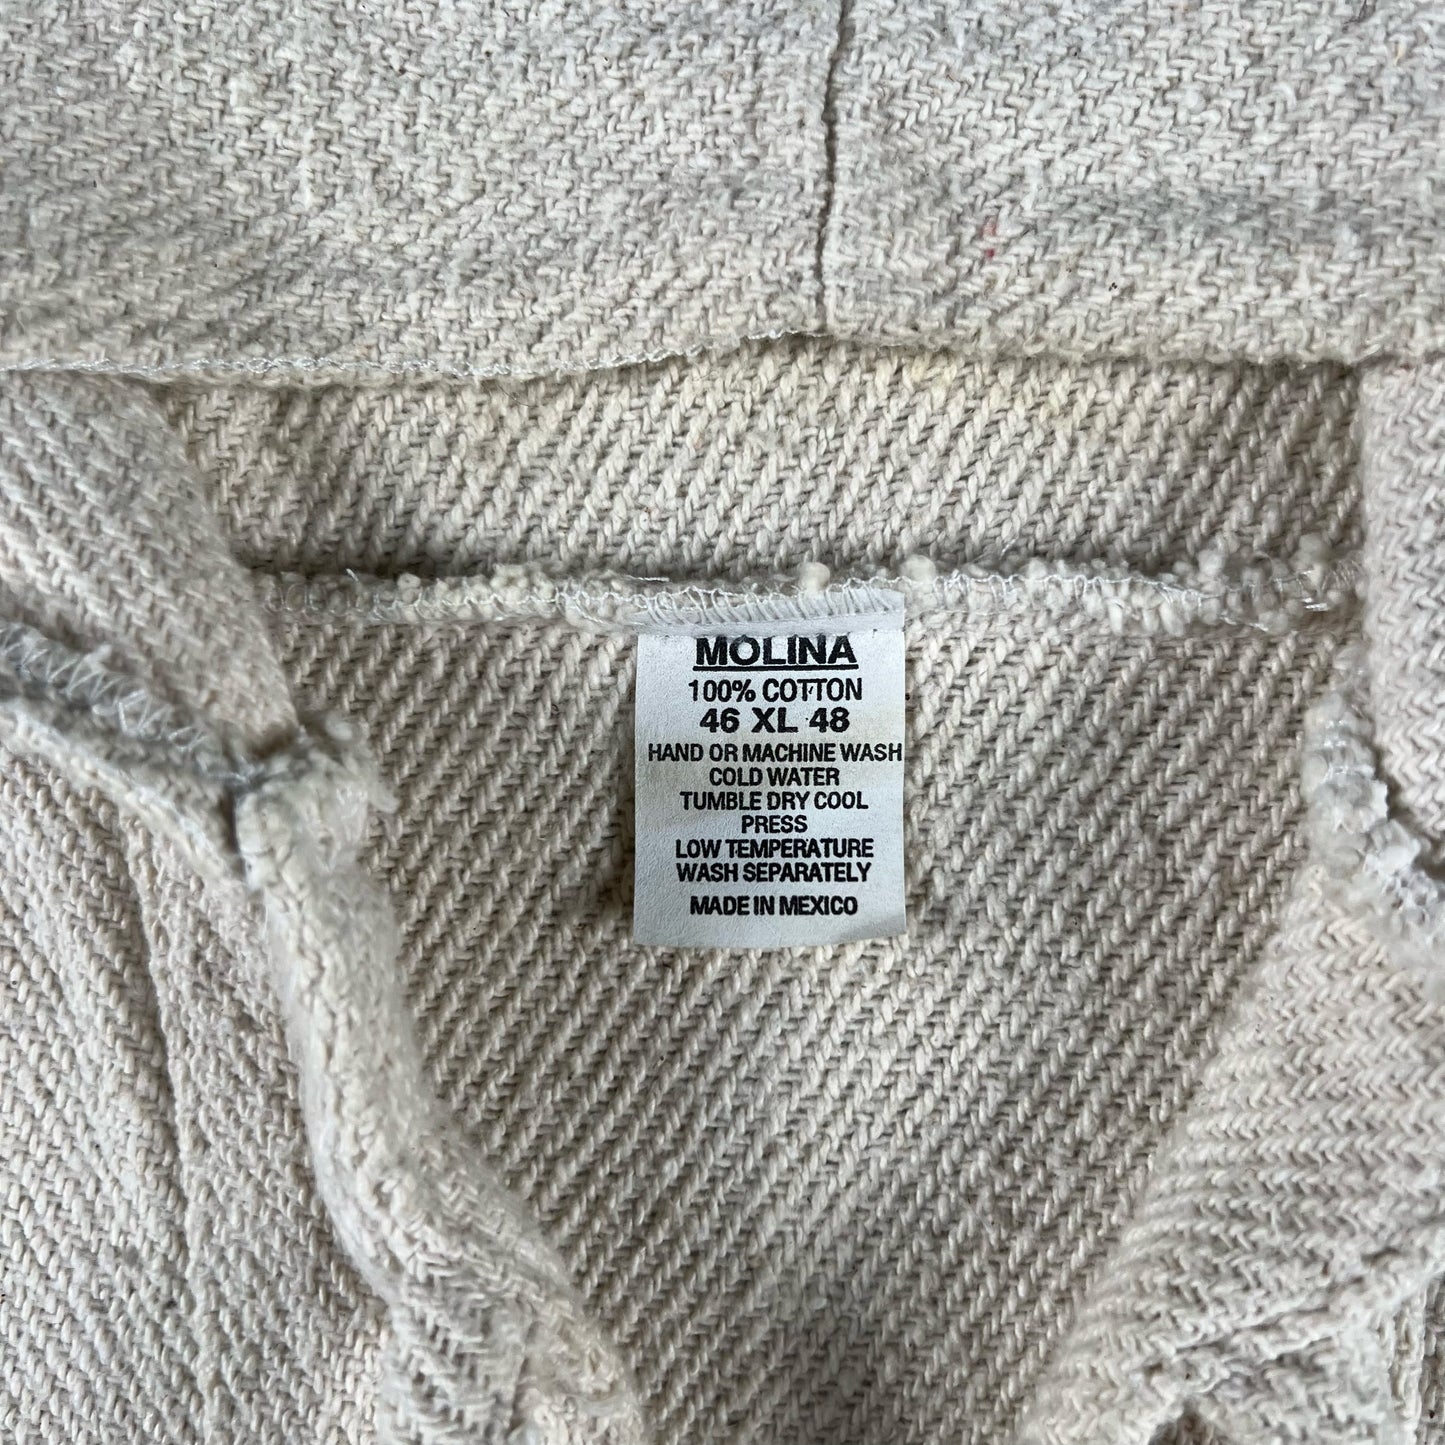 MOLINA
100% COTTON
46 XL 48
HAND OR MACHINE WASH
COLD WATER
TUMBLE DRY COOL
PRESS
LOW TEMPERATURE
WASH SEPARATELY
MADE IN MEXICO